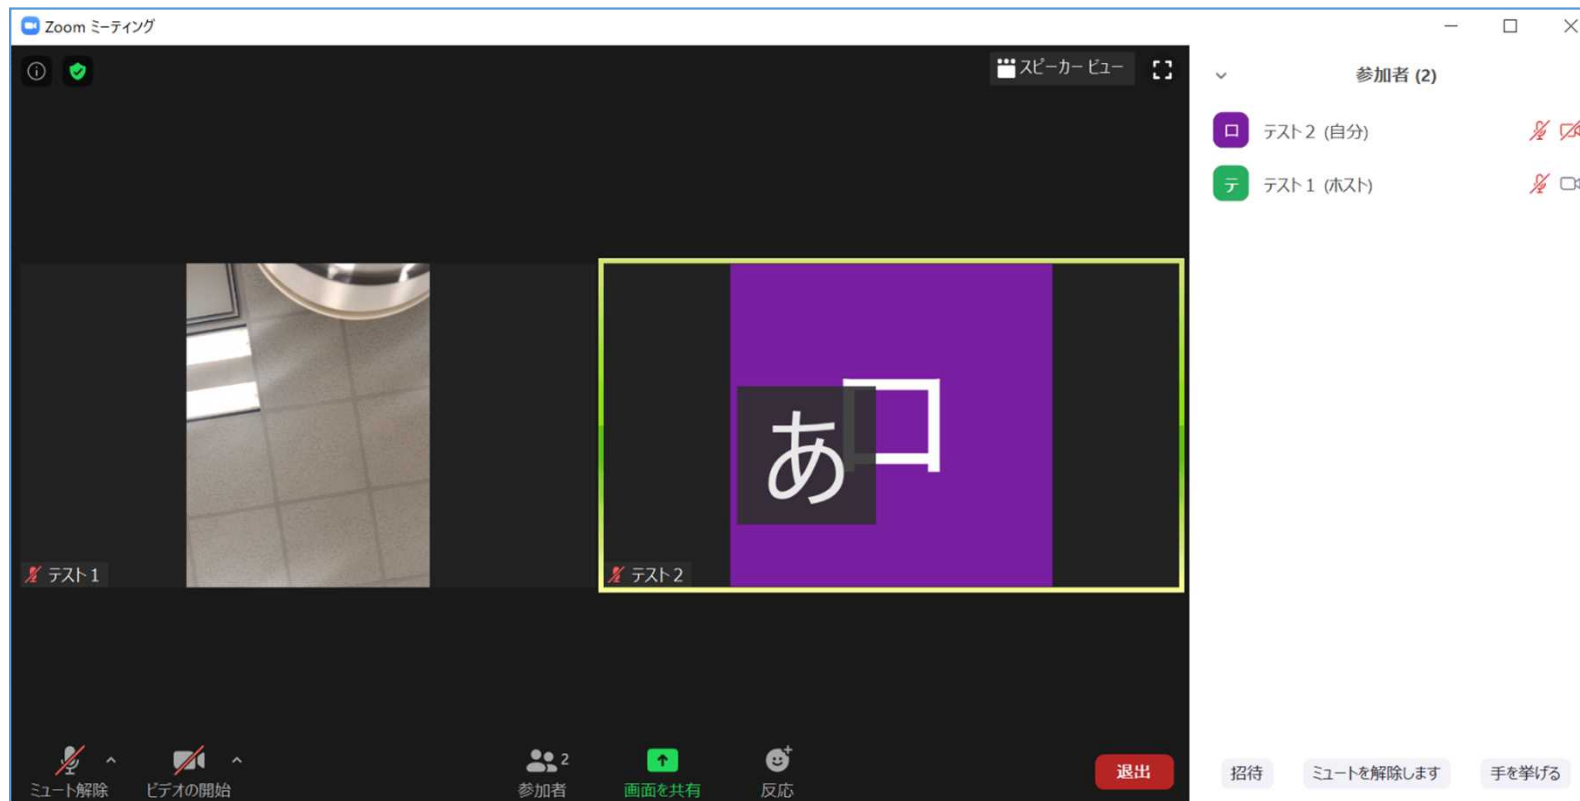 Zoom ミーティング
スピーカー ビュー
参加者 (2)
ロ テスト2 (自分)
テ テスト1 (ホスト)
ロ
あ
テスト1
テスト2
ミュート解除
ビデオの開始
2
参加者
画面を共有
反応
退出
招待
ミュートを解除します
手を挙げる